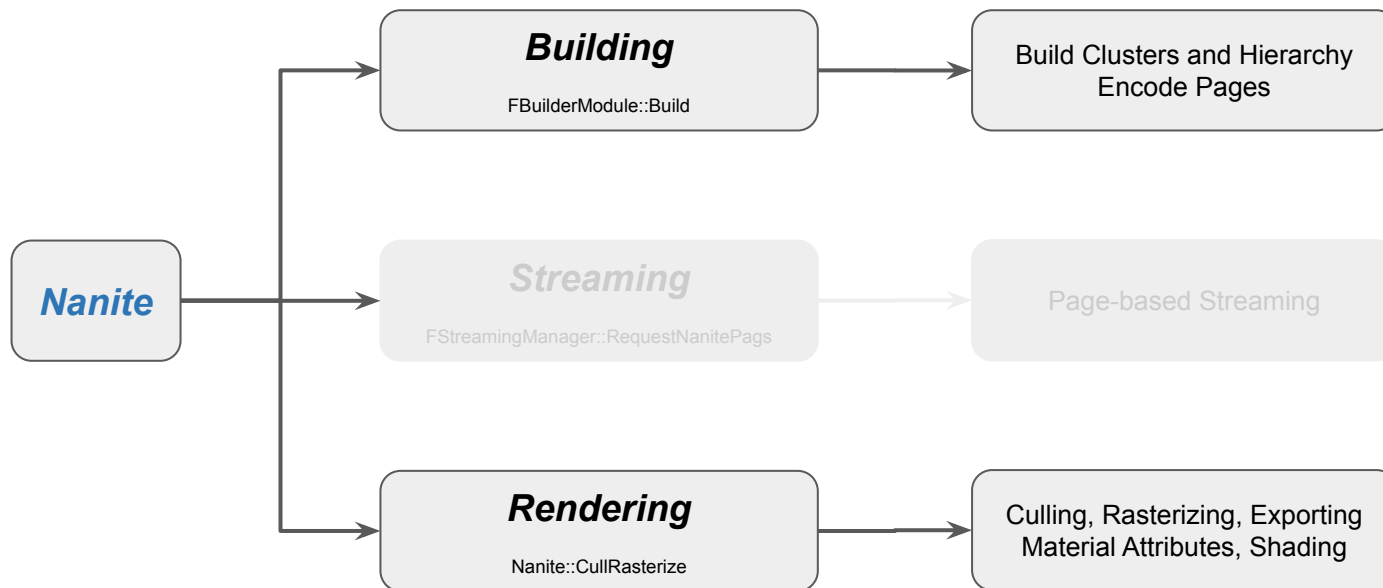 Building
FBuilderModule::Build
Build Clusters and Hierarchy
Encode Pages
Nanite
Streaming
FStreamingManager::RequestNanitePags
Page-based Streaming
Rendering
Nanite::CullRasterize
Culling, Rasterizing, Exporting
Material Attributes, Shading